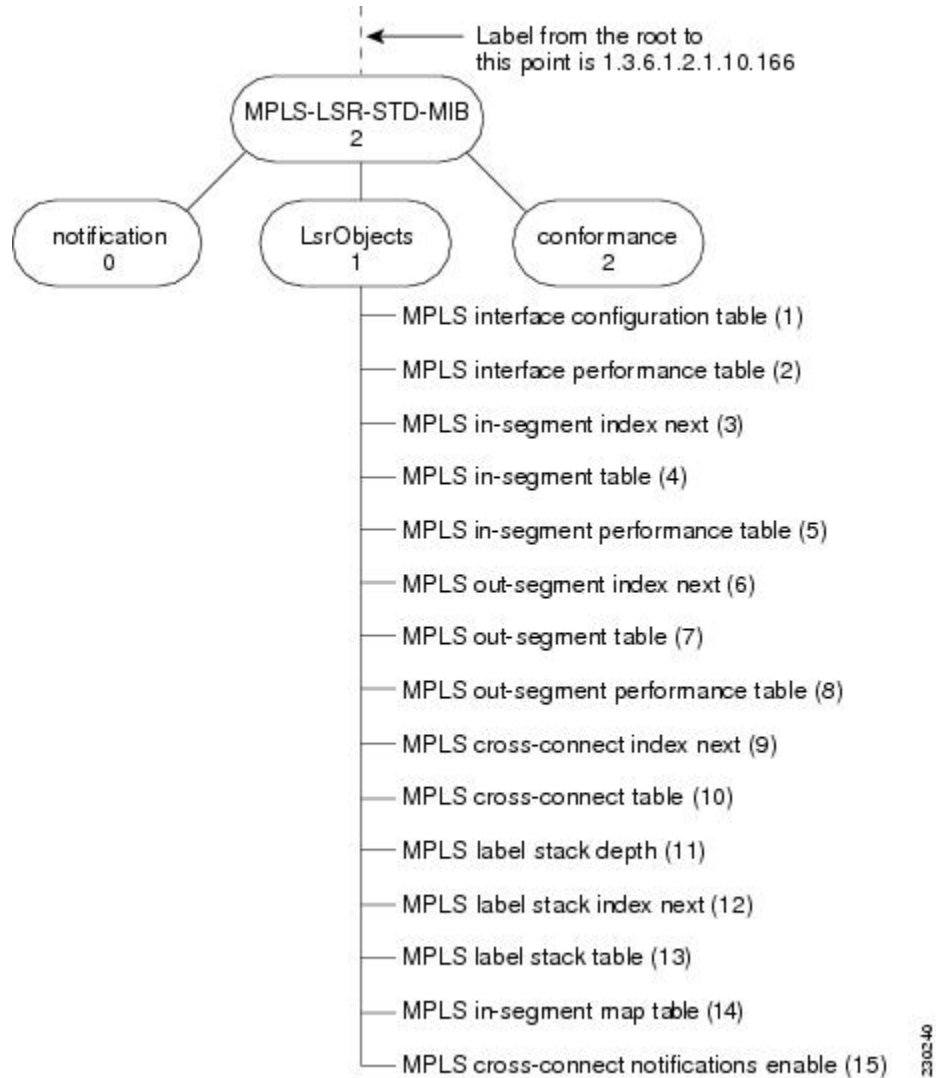 Label from the root to
this point is 1.3.6.1.2.1.10.166
MPLS-LSR-STD-MIB
2
notification
0
LsrObjects
1
conformance
2
MPLS interface configuration table (1)
MPLS interface performance table (2)
MPLS in-segment index next (3)
MPLS in-segment table (4)
MPLS in-segment performance table (5)
MPLS out-segment index next (6)
MPLS out-segment table (7)
MPLS out-segment performance table (8)
MPLS cross-connect index next (9)
MPLS cross-connect table (10)
MPLS label stack depth (11)
MPLS label stack index next (12)
MPLS label stack table (13)
MPLS in-segment map table (14)
MPLS cross-connect notifications enable (15)
230240